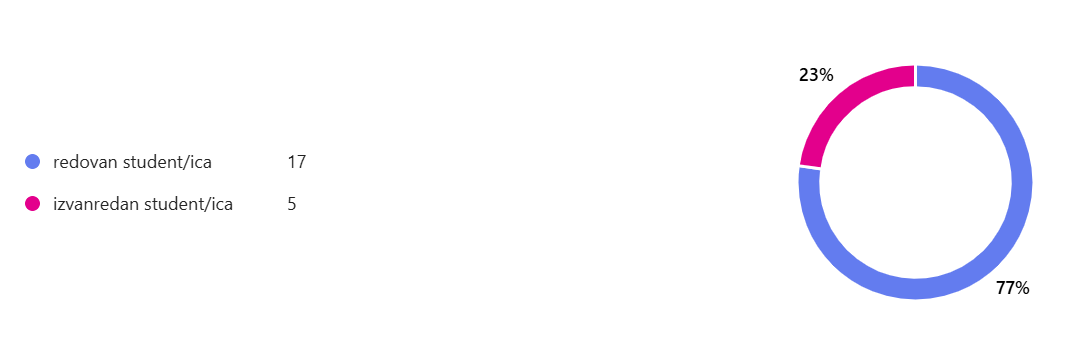 redovan student/ica 17
izvanredan student/ica 5
23%
77%